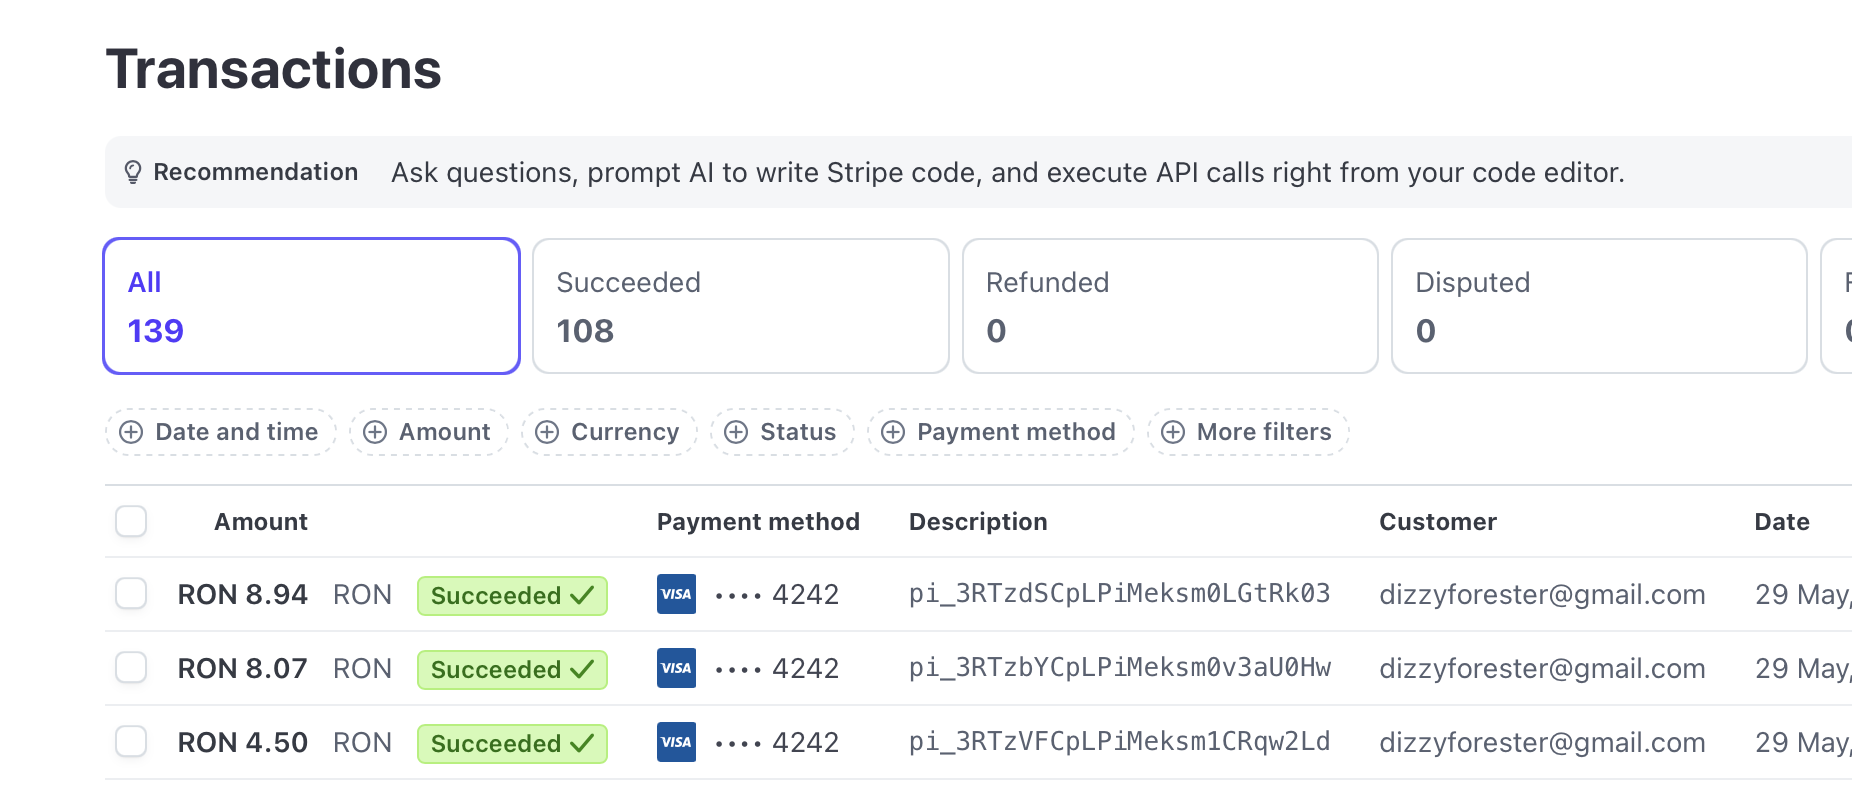 Transactions
Recommendation Ask questions, prompt AI to write Stripe code, and execute API calls right from your code editor.
All Succeeded Refunded Disputed
139 108 0 0
Date and time Amount Currency Status Payment method More filters
Amount Payment method Description Customer Date
RON 8.94 RON Succeeded VISA •••• 4242 pi_3RTzdSCpLPiMeksm0LGtRk03 dizzyforester@gmail.com 29 May,
RON 8.07 RON Succeeded VISA •••• 4242 pi_3RTzbYCpLPiMeksm0v3aU0Hw dizzyforester@gmail.com 29 May,
RON 4.50 RON Succeeded VISA •••• 4242 pi_3RTzVFCpLPiMeksm1CRqw2Ld dizzyforester@gmail.com 29 May,